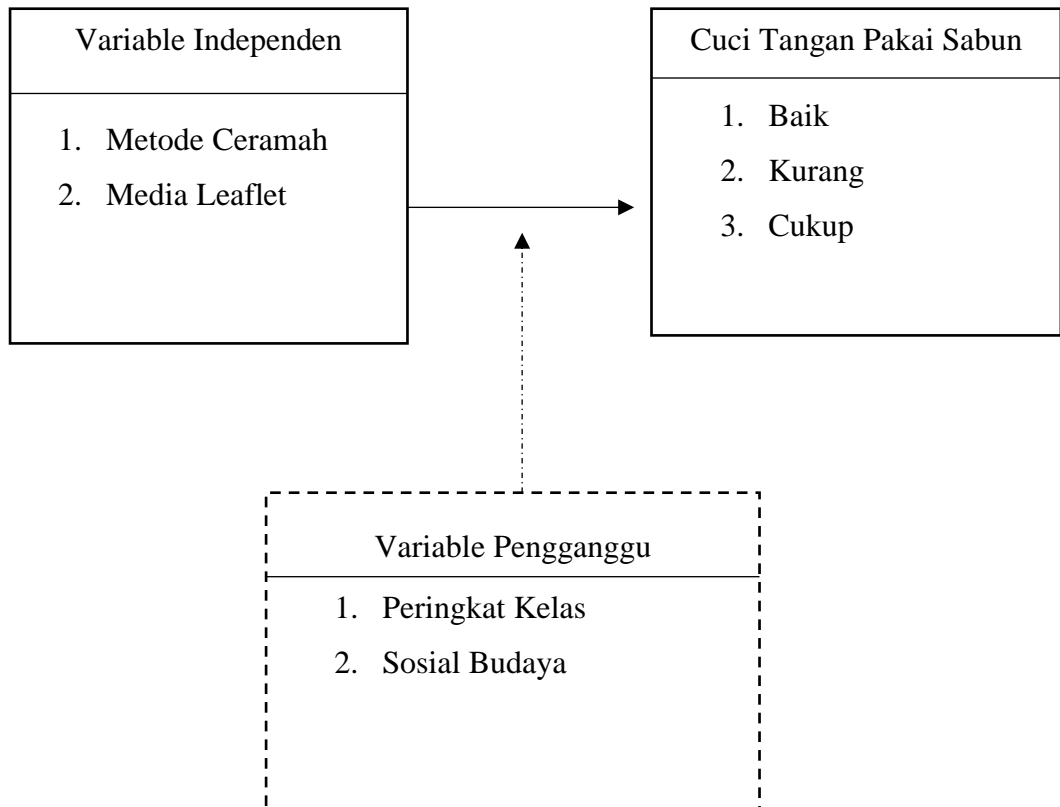 Variable Independen
1. Metode Ceramah
2. Media Leaflet
Cuci Tangan Pakai Sabun
1. Baik
2. Kurang
3. Cukup
Variable Pengganggu
1. Peringkat Kelas
2. Sosial Budaya